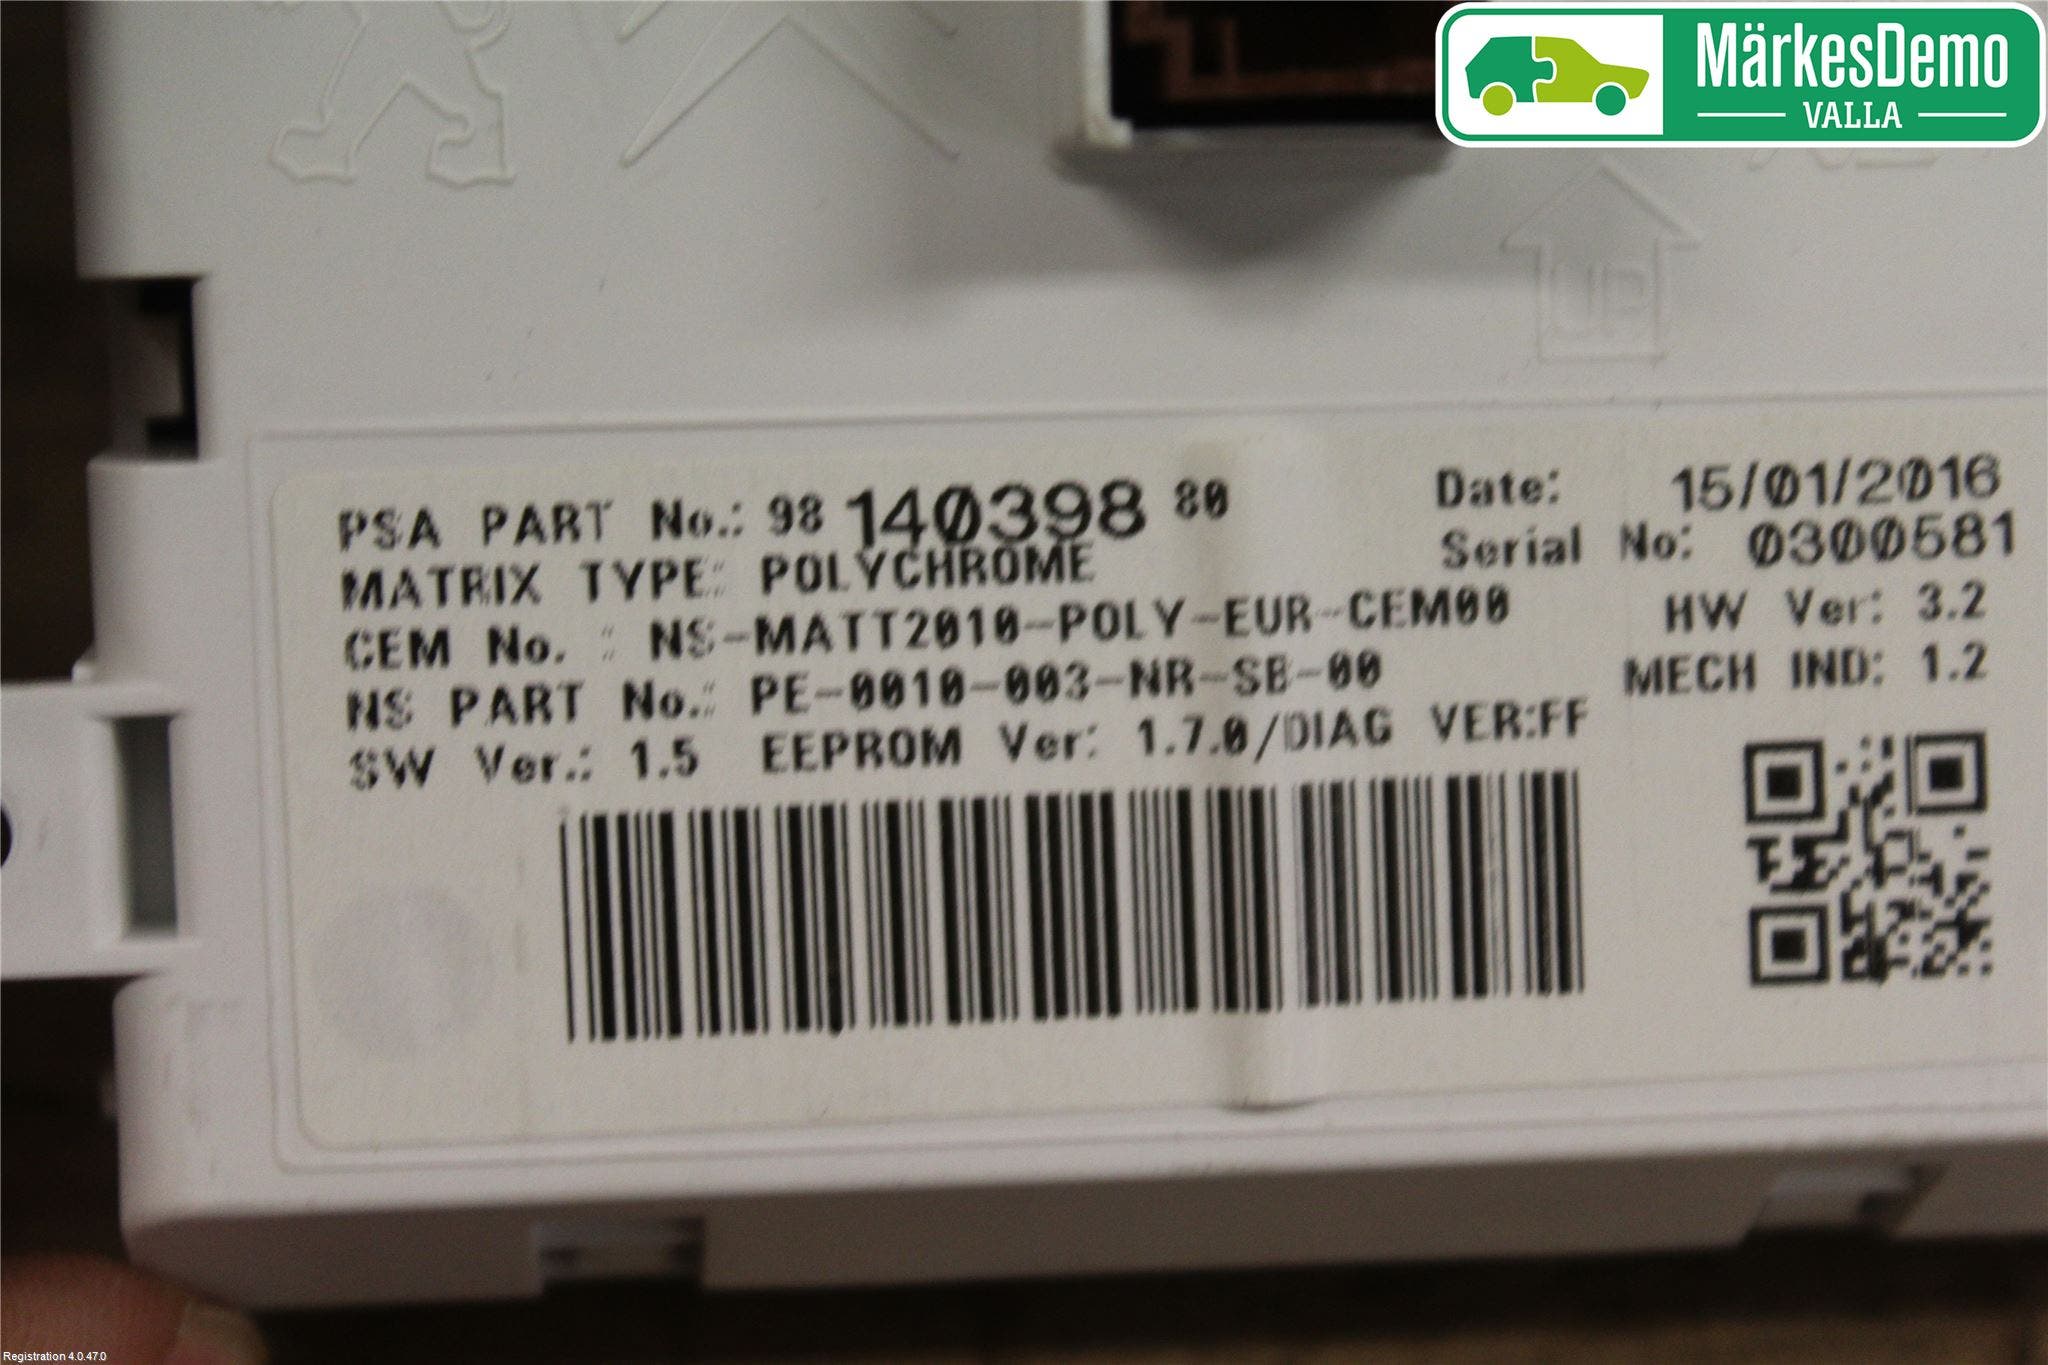 MärkesDemo
VALLA
UP
PSA PART No.: 98 140398 80
Date: 15/01/2016
MATRIX TYPE: POLYCHROME
Serial No: 0300581
CEM No. : NS-MATT2010-POLY-EUR-CEM00
HW Ver: 3.2
NS PART No.: PE-0010-003-NR-SB-00
MECH IND: 1.2
SW Ver.: 1.5 EEPROM Ver: 1.7.0/DIAG VER:FF
Registration 4.0.47.0